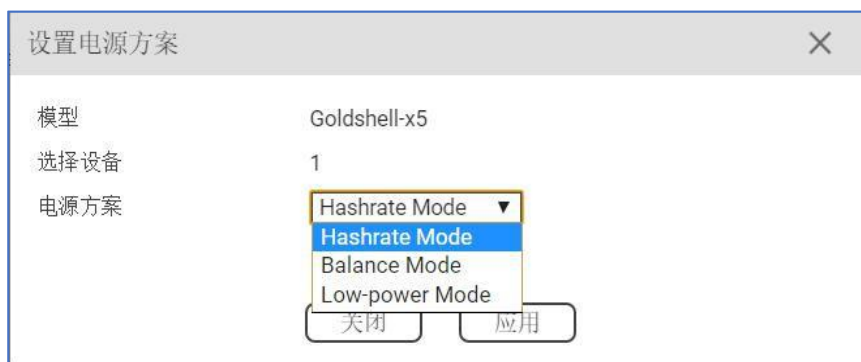 设置电源方案
模型 Goldshell-x5
选择设备 1
电源方案 Hashrate Mode
Hashrate Mode
Balance Mode
Low-power Mode
关闭 应用